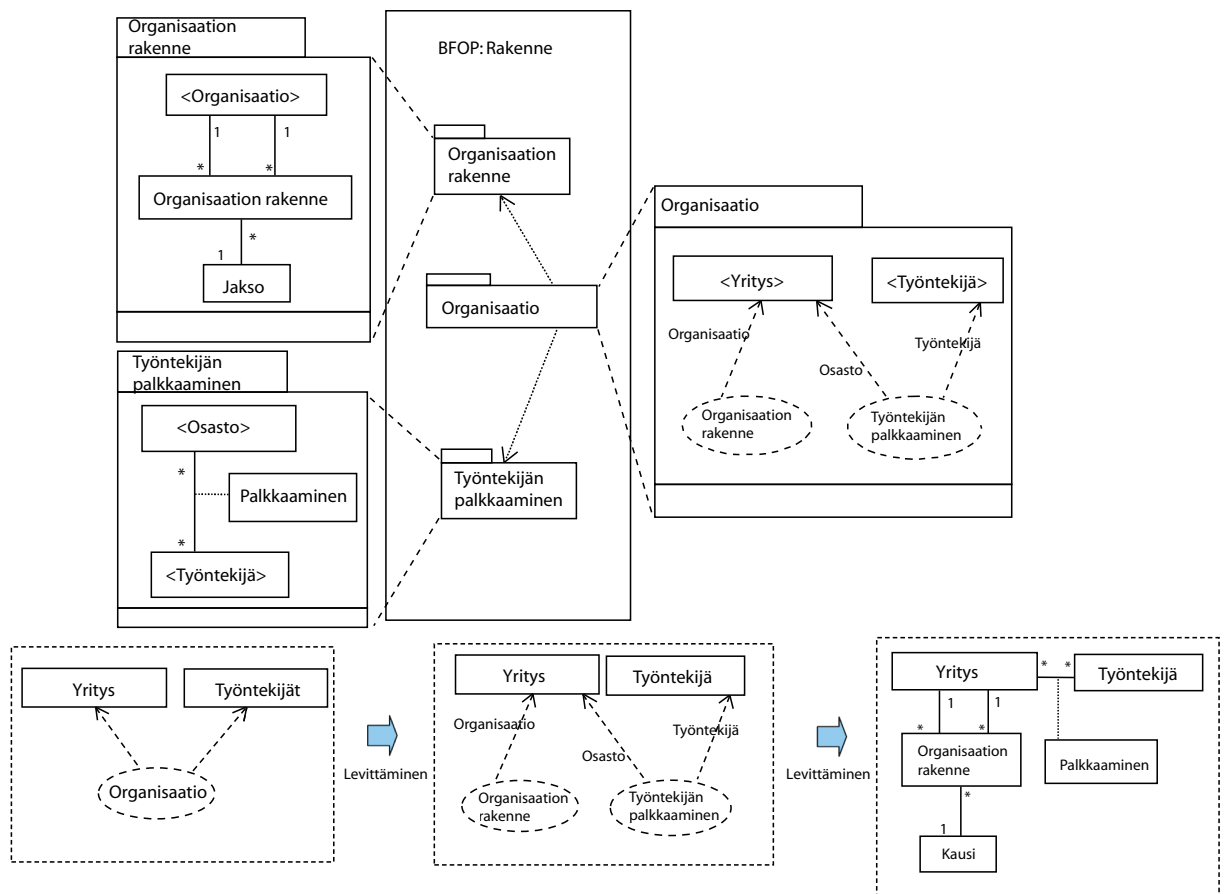 Organisaation
rakenne
<Organisaatio>
1
1
*
*
Organisaation rakenne
*
1
Jakso
Työntekijän
palkkaaminen
<Osasto>
*
Palkkaaminen
*
<Työntekijä>
BFOP: Rakenne
Organisaation
rakenne
Organisaatio
Työntekijän
palkkaaminen
Organisaatio
<Yritys>
<Työntekijä>
Organisaatio
Työntekijä
Osasto
Organisaation
rakenne
Työntekijän
palkkaaminen
Yritys
Työntekijät
Organisaatio
Levittäminen
Yritys
Työntekijä
Organisaatio
Työntekijä
Osasto
Organisaation
rakenne
Työntekijän
palkkaaminen
Levittäminen
Yritys
*
*
Työntekijä
1
1
*
*
Organisaation
rakenne
Palkkaaminen
*
1
Kausi